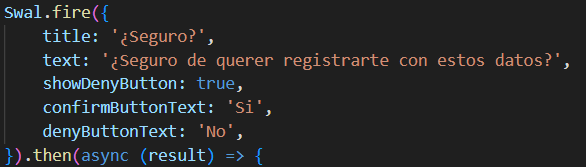 Swal.fire({
title: '¿Seguro?',
text: '¿Seguro de querer registrarte con estos datos?',
showDenyButton: true,
confirmButtonText: 'Si',
denyButtonText: 'No',
}).then(async (result) => {